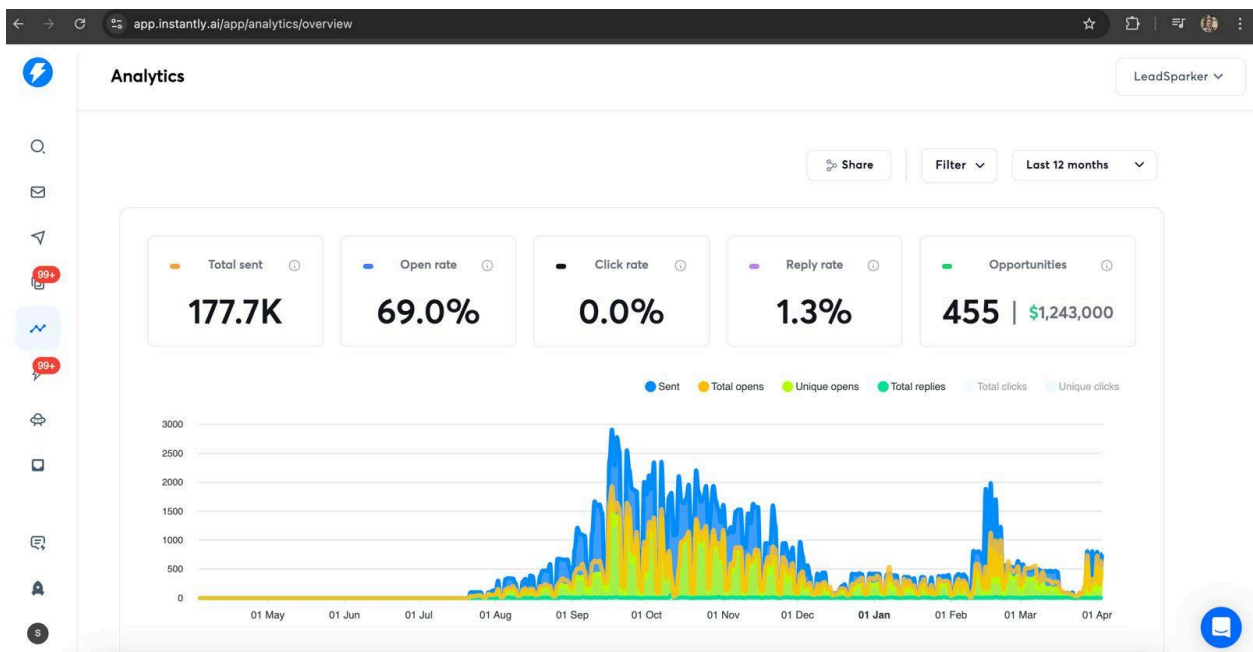 app.instantly.ai/app/analytics/overview
Analytics
LeadSparker
Share
Filter
Last 12 months
99+
99+
Total sent
Open rate
Click rate
Reply rate
Opportunities
177.7K
69.0%
0.0%
1.3%
455 | $1,243,000
Sent Total opens Unique opens Total replies Total clicks Unique clicks
3000
2500
2000
1500
1000
500
0
01 May 01 Jun 01 Jul 01 Aug 01 Sep 01 Oct 01 Nov 01 Dec 01 Jan 01 Feb 01 Mar 01 Apr
S